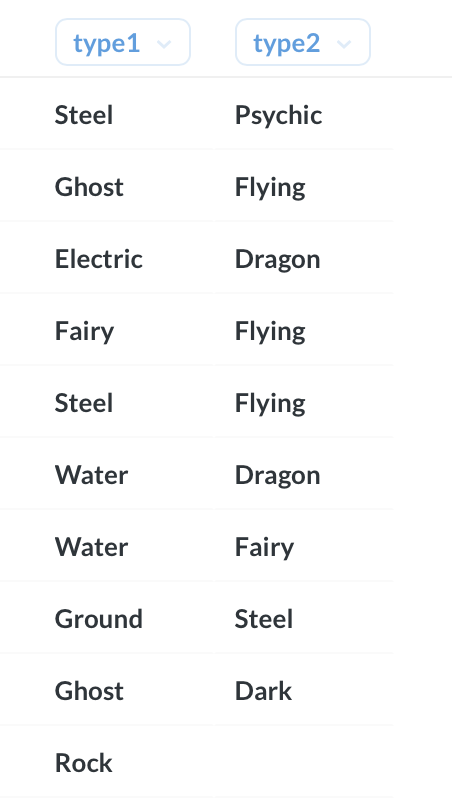 type1 type2
Steel Psychic
Ghost Flying
Electric Dragon
Fairy Flying
Steel Flying
Water Dragon
Water Fairy
Ground Steel
Ghost Dark
Rock